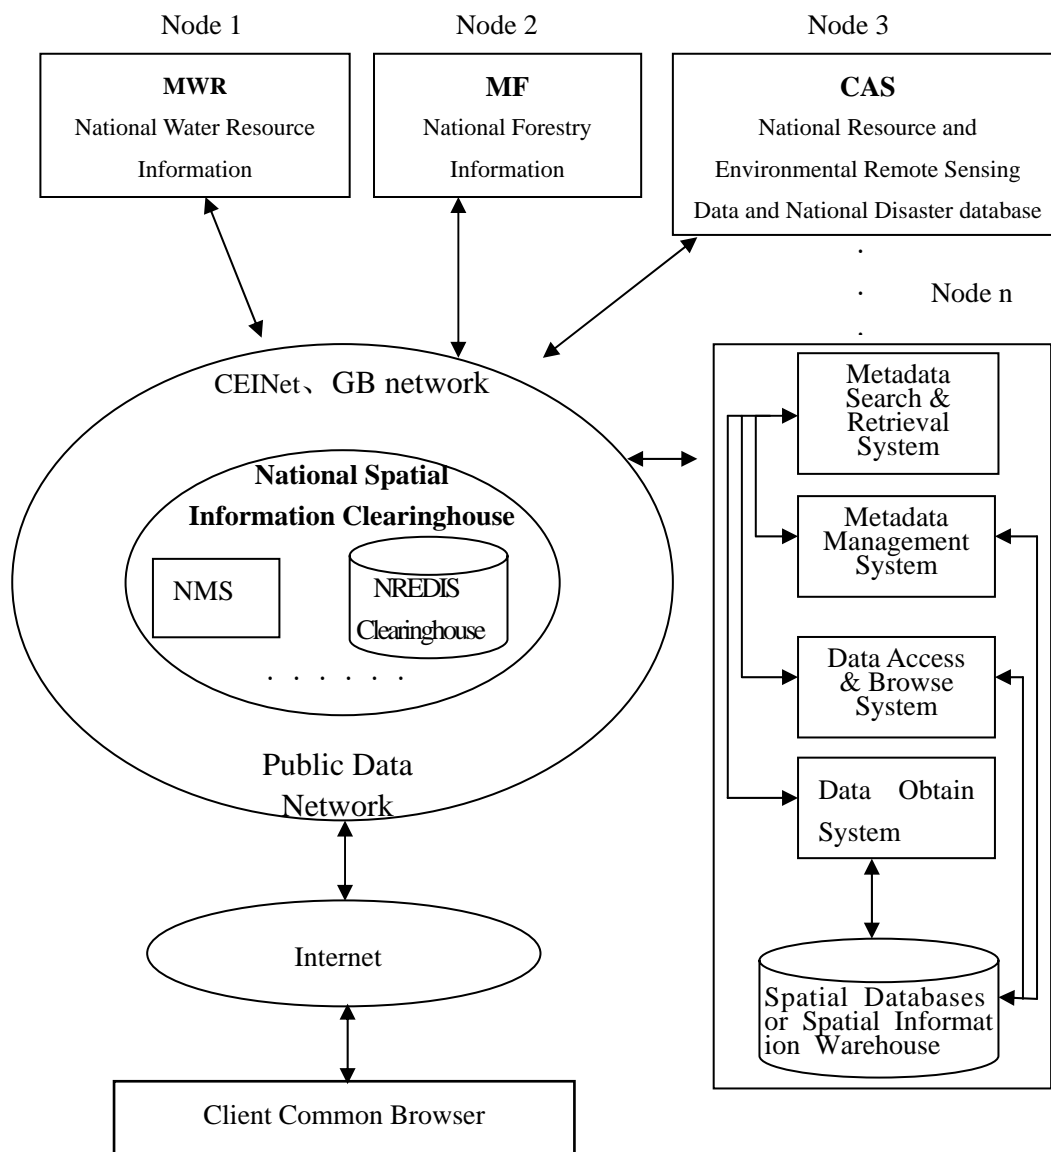 Node 1
Node 2
Node 3
MWR
National Water Resource
Information
MF
National Forestry
Information
CAS
National Resource and
Environmental Remote Sensing
Data and National Disaster database
.
.
.
.
Node n
CEINet、GB network
National Spatial
Information Clearinghouse
NMS
NREDIS
Clearinghouse
. . . . . .
Public Data
Network
Internet
Client Common Browser
Metadada
Search &
Retrieval
System
Metadada
Management
System
Data Access
& Browse
System
Data Obtain
System
Spatial Databases
or Spatial Informat
ion Warehouse